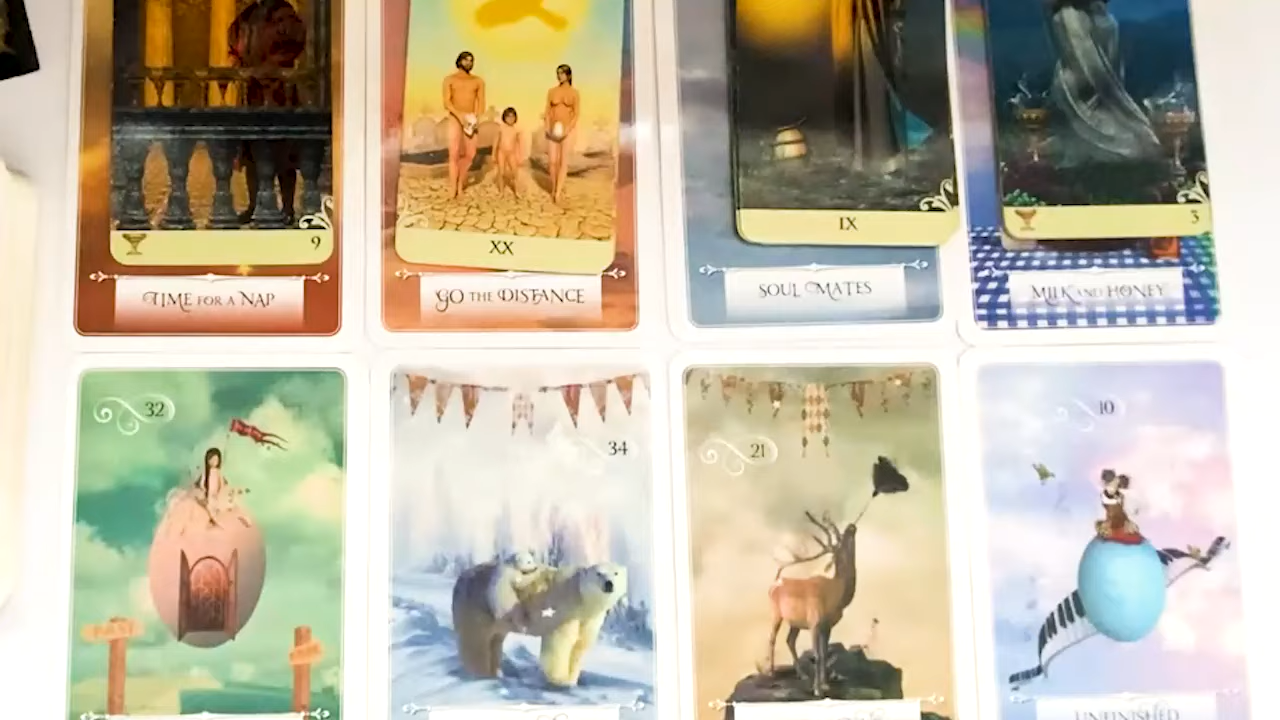 9
XX
IX
3
TIME FOR A NAP
GO THE DISTANCE
SOUL MATES
MILK AND HONEY
32
34
21
10
UNFINISHED